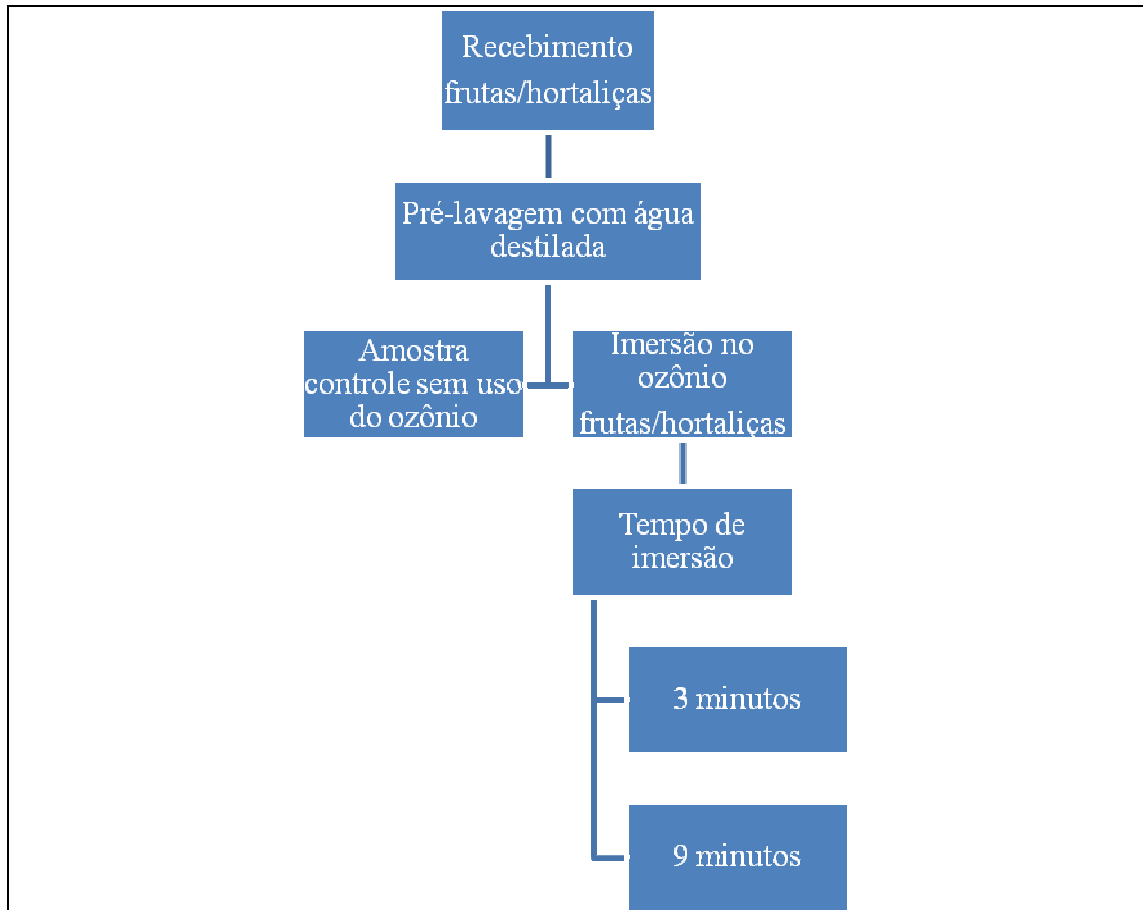 Recebimento
frutas/hortaliças
Pré-lavagem com água
destilada
Amostra
controle sem uso
do ozônio
Imersão no
ozônio
frutas/hortaliças
Tempo de
imersão
3 minutos
9 minutos